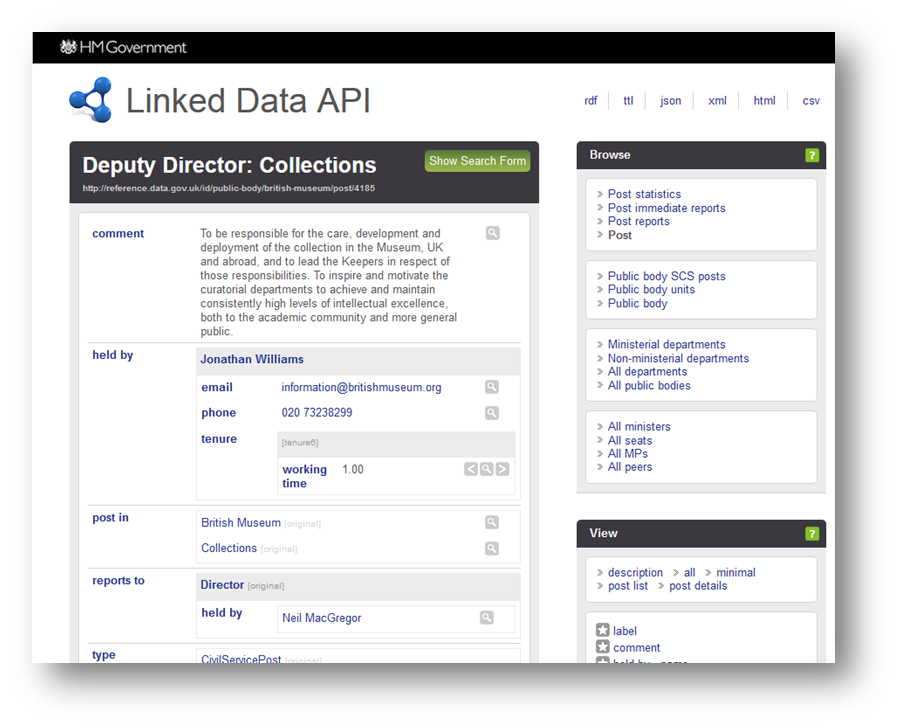 HM Government
Linked Data API
rdf ttl json xml html csv
Deputy Director: Collections
Show Search Form
http://reference.data.gov.uk/id/public-body/british-museum/post/4185
comment
To be responsible for the care, development and
deployment of the collection in the Museum, UK
and abroad, and to lead the Keepers in respect of
those responsibilities. To inspire and motivate the
curatorial departments to achieve and maintain
consistently high levels of intellectual excellence,
both to the academic community and more general
public.
held by
Jonathan Williams
email information@britishmuseum.org
phone 020 73238299
tenure [tenure6]
working 1.00
time
post in
British Museum [original]
Collections [original]
reports to
Director [original]
held by Neil MacGregor
type
CivilServicePost [original]
Browse ?
» Post statistics
» Post immediate reports
» Post reports
» Post
» Public body SCS posts
» Public body units
» Public body
» Ministerial departments
» Non-ministerial departments
» All departments
» All public bodies
» All ministers
» All seats
» All MPs
» All peers
View ?
» description » all » minimal
» post list » post details
label
comment